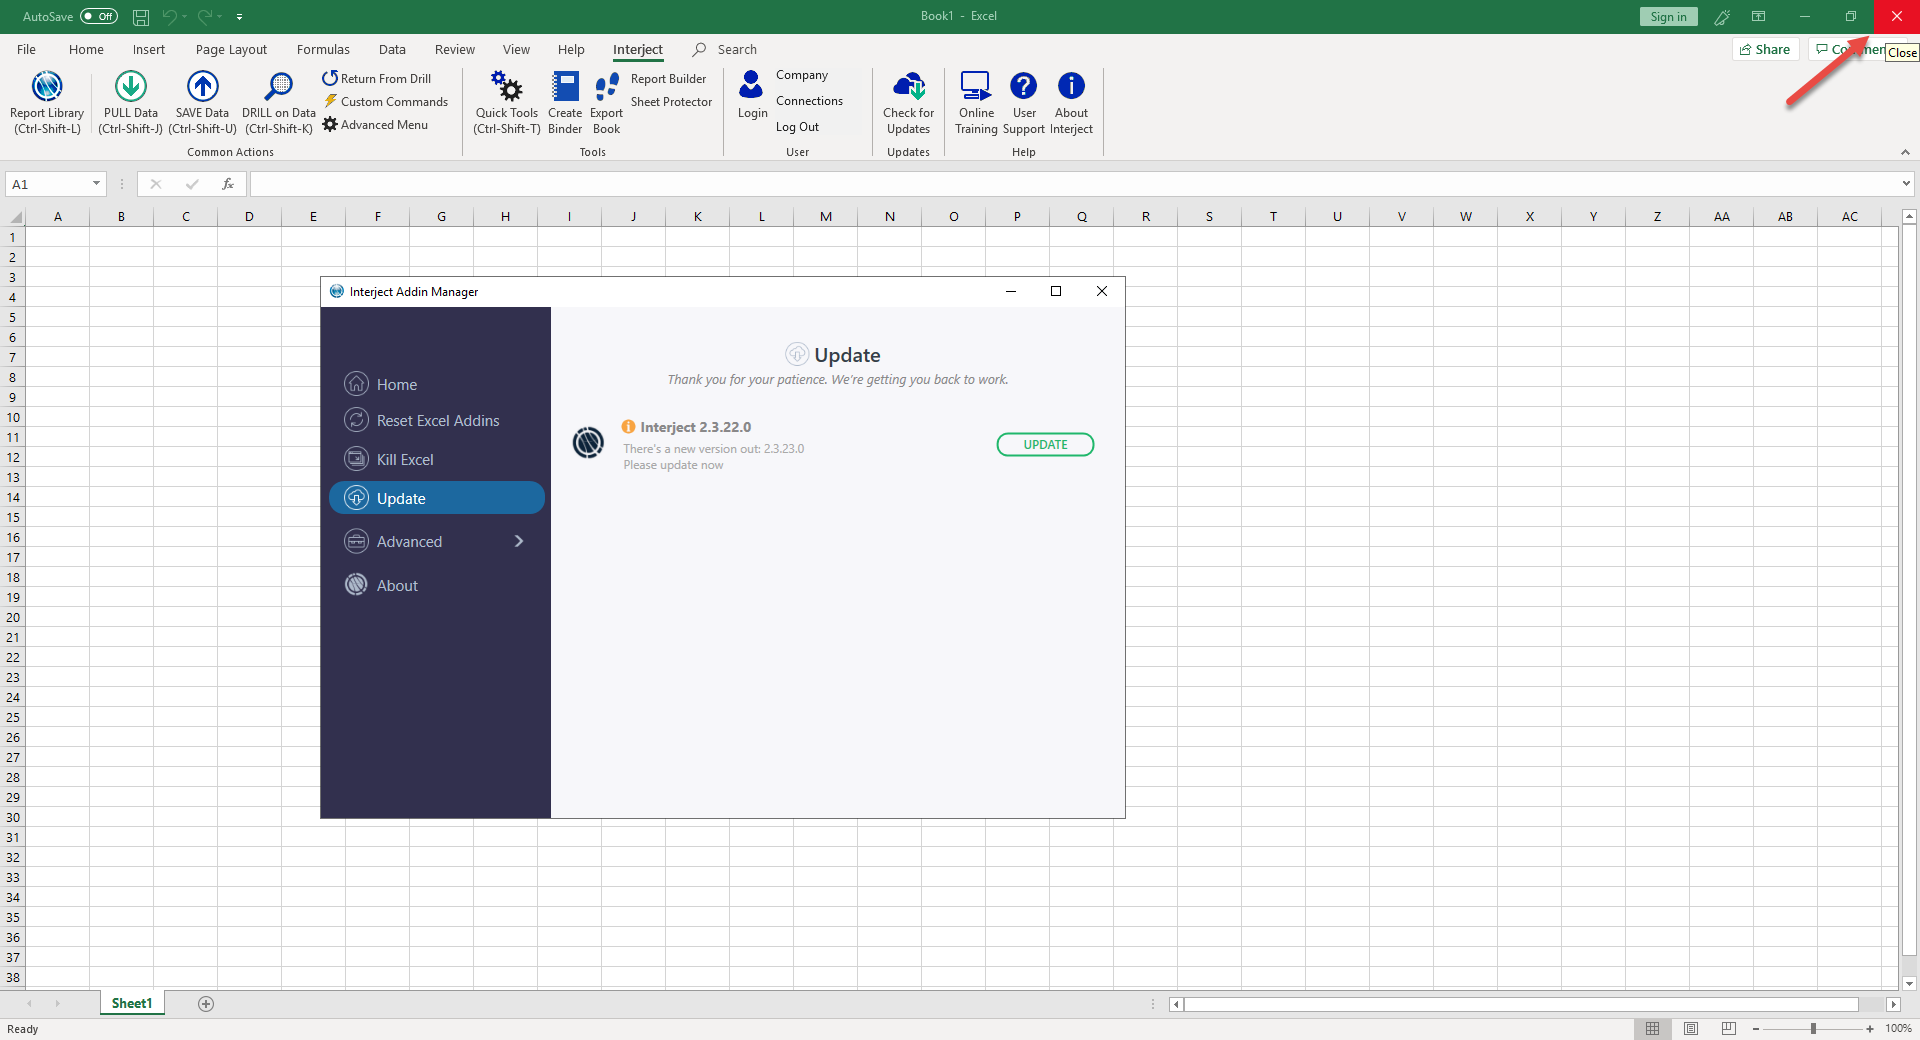 AutoSave Off
Book1 - Excel
Sign in
File Home Insert Page Layout Formulas Data Review View Help Interject Search
Share
Close
Report Library
(Ctrl-Shift-L)
PULL Data
(Ctrl-Shift-J)
SAVE Data
(Ctrl-Shift-U)
DRILL on Data
(Ctrl-Shift-K)
Return From Drill
Custom Commands
Advanced Menu
Common Actions
Quick Tools
(Ctrl-Shift-T)
Create
Binder
Export
Book
Report Builder
Sheet Protector
Tools
Login
Company
Connections
Log Out
User
Check for
Updates
Updates
Online
Training
User
Support
About
Interject
Help
A1
fx
A B C D E F G H I J K L M N O P Q R S T U V W X Y Z AA AB AC
1
2
3
4
5
6
7
8
9
10
11
12
13
14
15
16
17
18
19
20
21
22
23
24
25
26
27
28
29
30
31
32
33
34
35
36
37
38
Interject Addin Manager
Home
Reset Excel Addins
Kill Excel
Update
Advanced
About
Update
Thank you for your patience. We're getting you back to work.
Interject 2.3.22.0
There's a new version out: 2.3.23.0
Please update now
UPDATE
Sheet1
Ready
100%